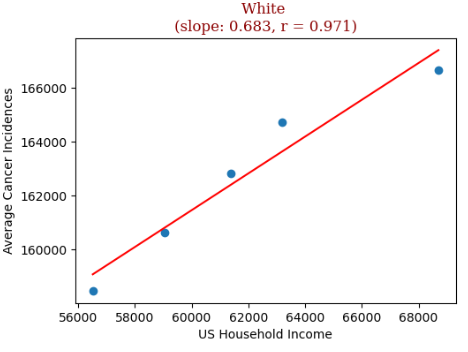 White
(slope: 0.683, r = 0.971)
Average Cancer Incidences
166000
164000
162000
160000
56000 58000 60000 62000 64000 66000 68000
US Household Income